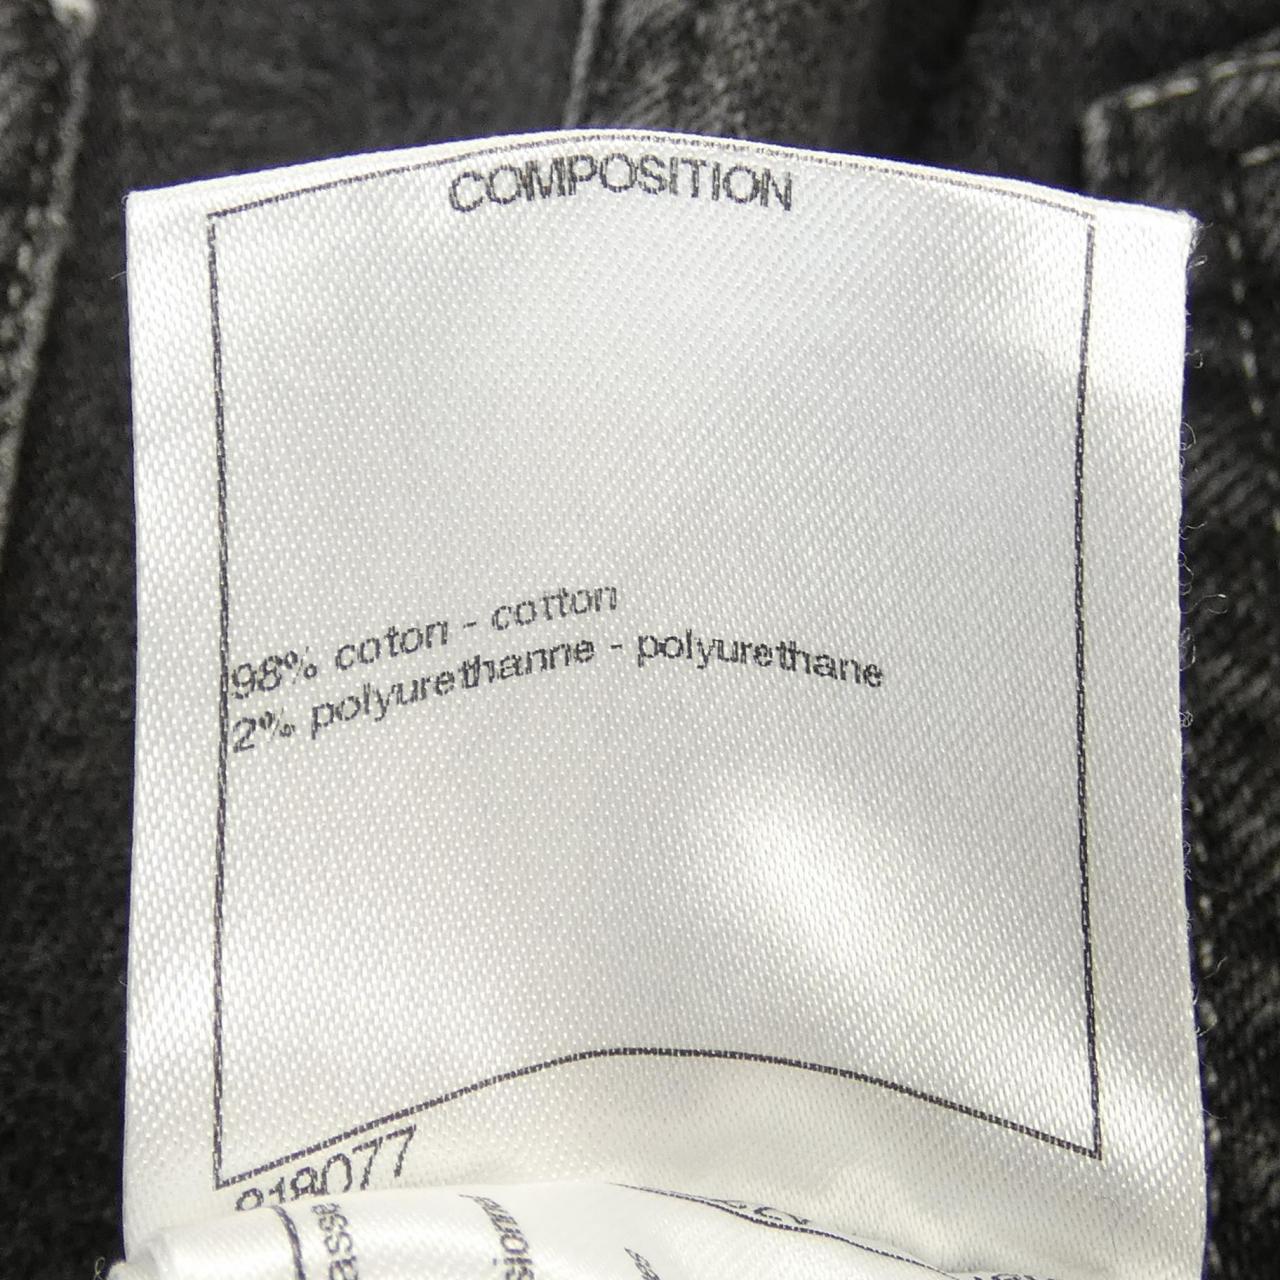 COMPOSITION
98% coton - cotton
2% polyurethanne - polyurethane